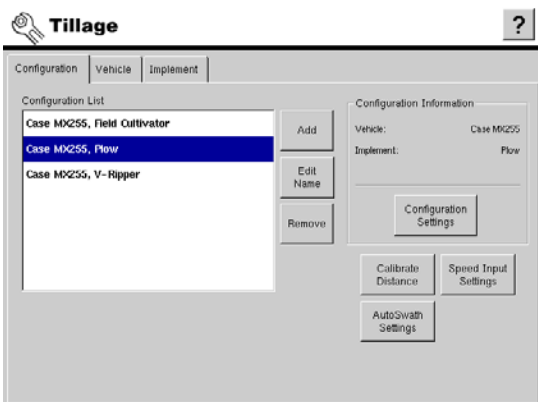 Tillage
?
Configuration
Vehicle
Implement
Configuration List
Case MX255, Field Cultivator
Case MX255, Plow
Case MX255, V-Ripper
Add
Edit
Name
Remove
Configuration Information
Vehicle: Case MX255
Implement: Plow
Configuration
Settings
Calibrate
Distance
Speed Input
Settings
AutoSwath
Settings